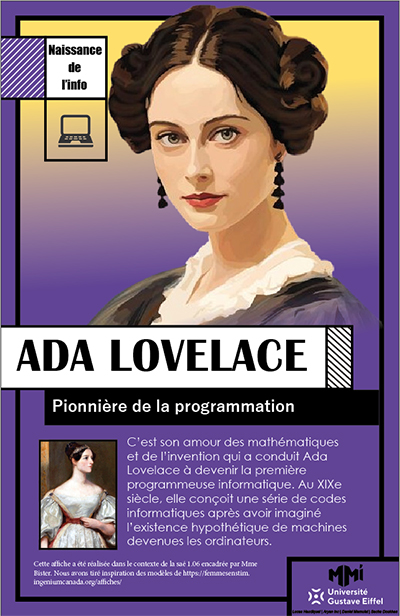 Naissance
de
l'info
ADA LOVELACE
Pionnière de la programmation
C'est son amour des mathématiques
et de l'invention qui a conduit Ada
Lovelace à devenir la première
programmeuse informatique. Au XIXe
siècle, elle conçoit une série de codes
informatiques après avoir imaginé
l'existence hypothétique de machines
devenues les ordinateurs.
Cette affiche a été réalisée dans le contexte de la saé 1.06 encadrée par Mme
Bister. Nous avons tiré inspiration des modèles de https://femmesenstim.
ingeniumcanada.org/affiches/
MMI
Université
Gustave Eiffel